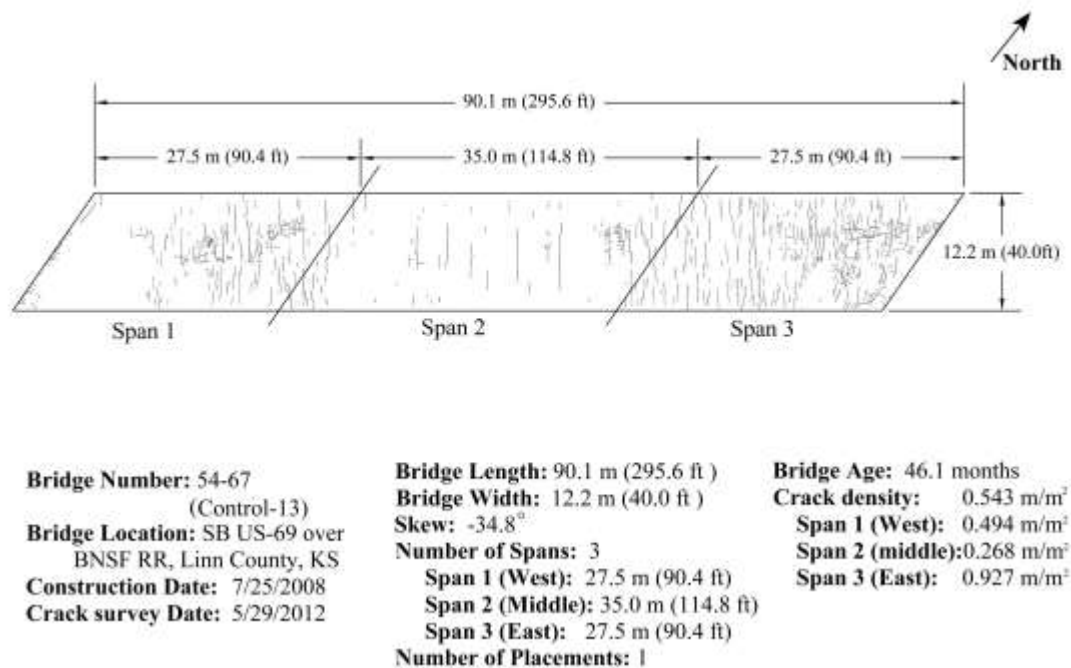 North
90.1 m (295.6 ft)
27.5 m (90.4 ft)
35.0 m (114.8 ft)
27.5 m (90.4 ft)
12.2 m (40.0ft)
Span 1
Span 2
Span 3
Bridge Number: 54-67
(Control-13)
Bridge Location: SB US-69 over
BNSF RR, Linn County, KS
Construction Date: 7/25/2008
Crack survey Date: 5/29/2012
Bridge Length: 90.1 m (295.6 ft )
Bridge Width: 12.2 m (40.0 ft )
Skew: -34.8°
Number of Spans: 3
Span 1 (West): 27.5 m (90.4 ft)
Span 2 (Middle): 35.0 m (114.8 ft)
Span 3 (East): 27.5 m (90.4 ft)
Number of Placements: 1
Bridge Age: 46.1 months
Crack density: 0.543 m/m²
Span 1 (West): 0.494 m/m²
Span 2 (middle):0.268 m/m²
Span 3 (East): 0.927 m/m²